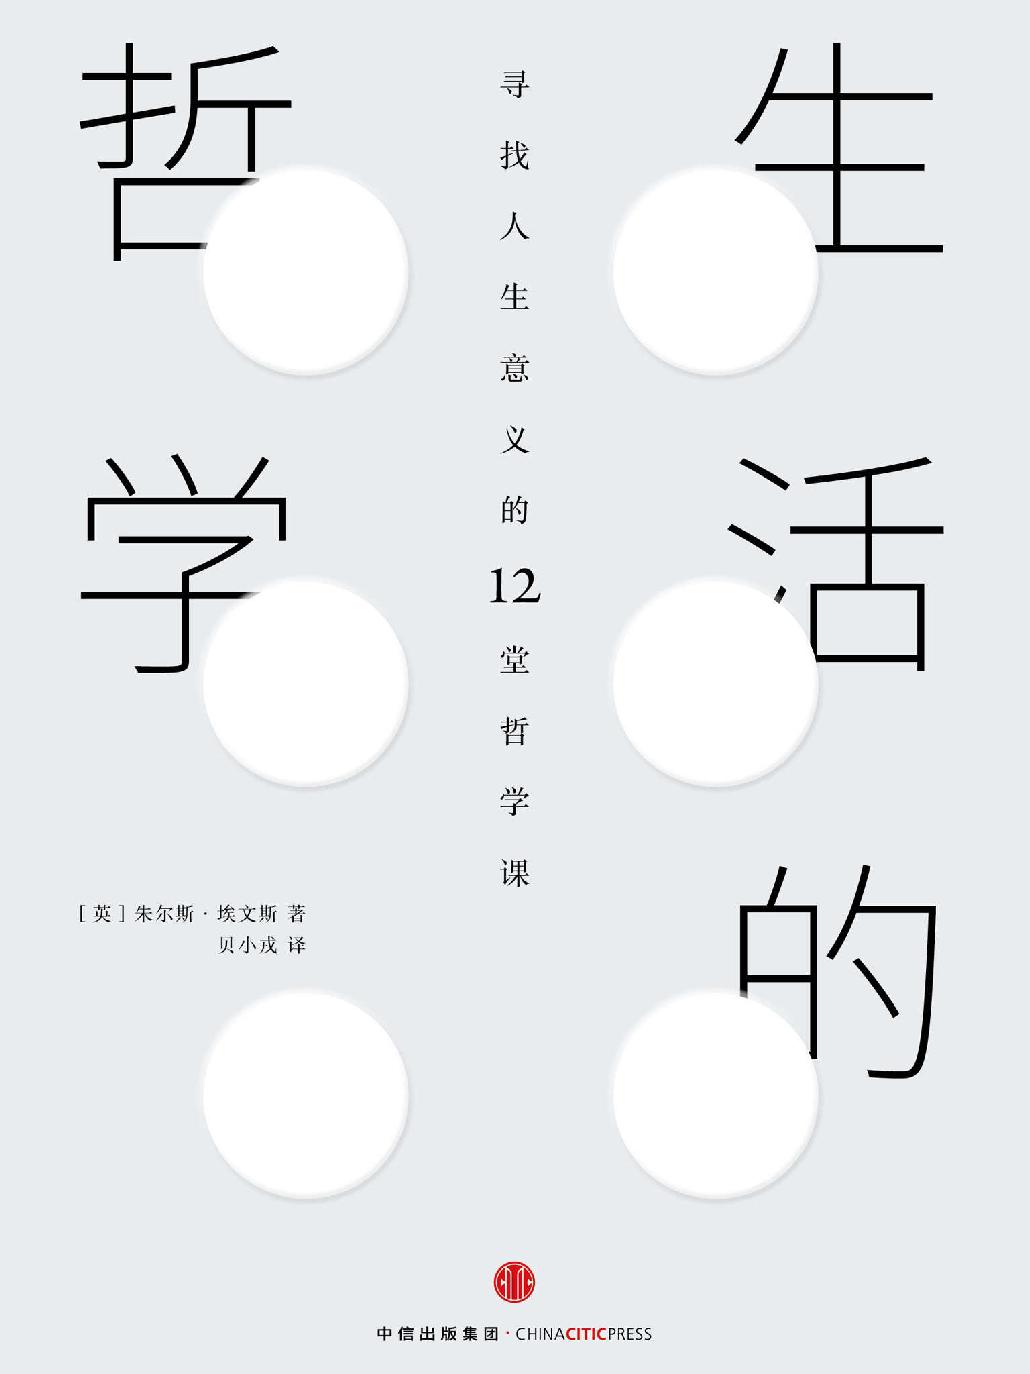 生活的
哲学
寻找人生意义的12堂哲学课
[英]朱尔斯·埃文斯 著
贝小戎 译
中信出版集团·CHINACITICPRESS